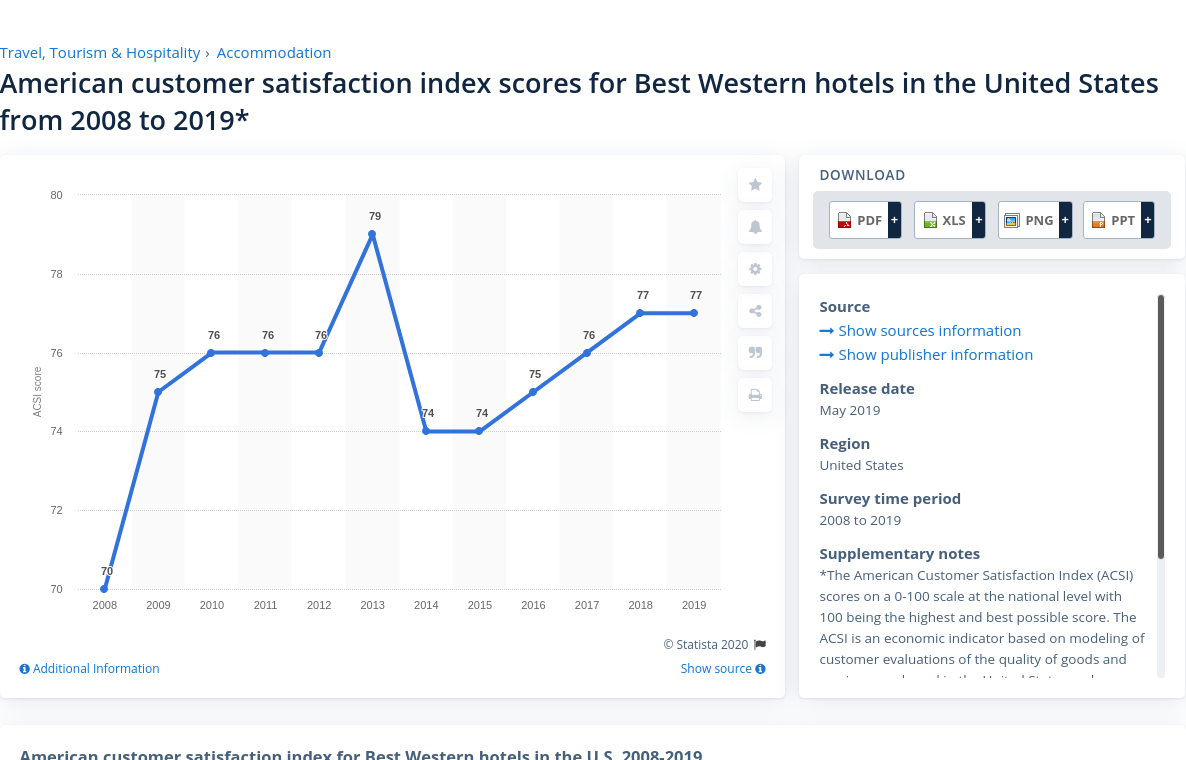 Travel, Tourism & Hospitality › Accommodation
American customer satisfaction index scores for Best Western hotels in the United States
from 2008 to 2019*
80
78
76
74
72
70
ACSI score
70
75
76
76
76
79
74
74
75
76
77
77
2008
2009
2010
2011
2012
2013
2014
2015
2016
2017
2018
2019
© Statista 2020
Additional Information
Show source
DOWNLOAD
PDF +
XLS +
PNG +
PPT +
Source
Show sources information
Show publisher information
Release date
May 2019
Region
United States
Survey time period
2008 to 2019
Supplementary notes
*The American Customer Satisfaction Index (ACSI)
scores on a 0-100 scale at the national level with
100 being the highest and best possible score. The
ACSI is an economic indicator based on modeling of
customer evaluations of the quality of goods and
American customer satisfaction index for Best Western hotels in the U.S. 2008-2019